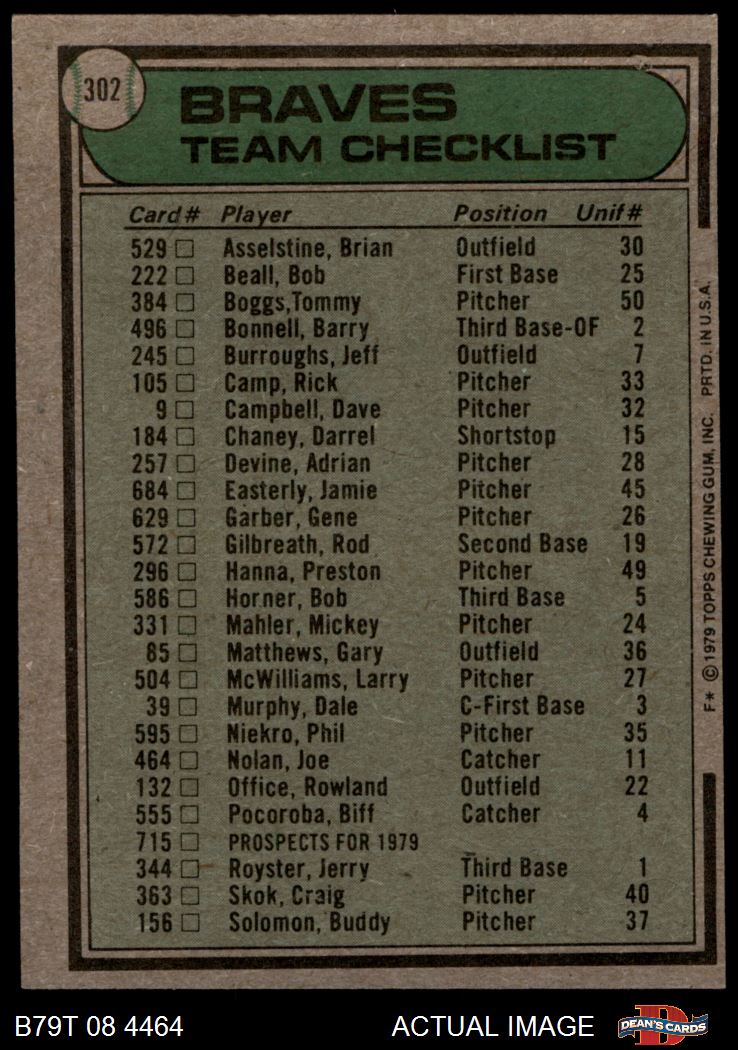 302
BRAVES
TEAM CHECKLIST
Card# Player Position Unif#
529 □ Asselstine, Brian Outfield 30
222 □ Beall, Bob First Base 25
384 □ Boggs,Tommy Pitcher 50
496 □ Bonnell, Barry Third Base-OF 2
245 □ Burroughs, Jeff Outfield 7
105 □ Camp, Rick Pitcher 33
9 □ Campbell, Dave Pitcher 32
184 □ Chaney, Darrel Shortstop 15
257 □ Devine, Adrian Pitcher 28
684 □ Easterly, Jamie Pitcher 45
629 □ Garber, Gene Pitcher 26
572 □ Gilbreath, Rod Second Base 19
296 □ Hanna, Preston Pitcher 49
586 □ Horner, Bob Third Base 5
331 □ Mahler, Mickey Pitcher 24
85 □ Matthews, Gary Outfield 36
504 □ McWilliams, Larry Pitcher 27
39 □ Murphy, Dale C-First Base 3
595 □ Niekro, Phil Pitcher 35
464 □ Nolan, Joe Catcher 11
132 □ Office, Rowland Outfield 22
555 □ Pocoroba, Biff Catcher 4
715 □ PROSPECTS FOR 1979
344 □ Royster, Jerry Third Base 1
363 □ Skok, Craig Pitcher 40
156 □ Solomon, Buddy Pitcher 37
F* © 1979 TOPPS CHEWING GUM, INC. PRTD. IN U.S.A.
B79T 08 4464 ACTUAL IMAGE
D
DEAN'S CARDS